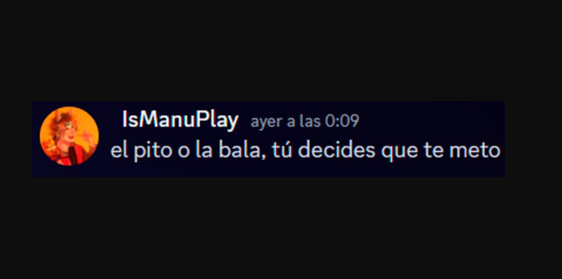 IsManuPlay ayer a las 0:09
el pito o la bala, tú decides que te meto